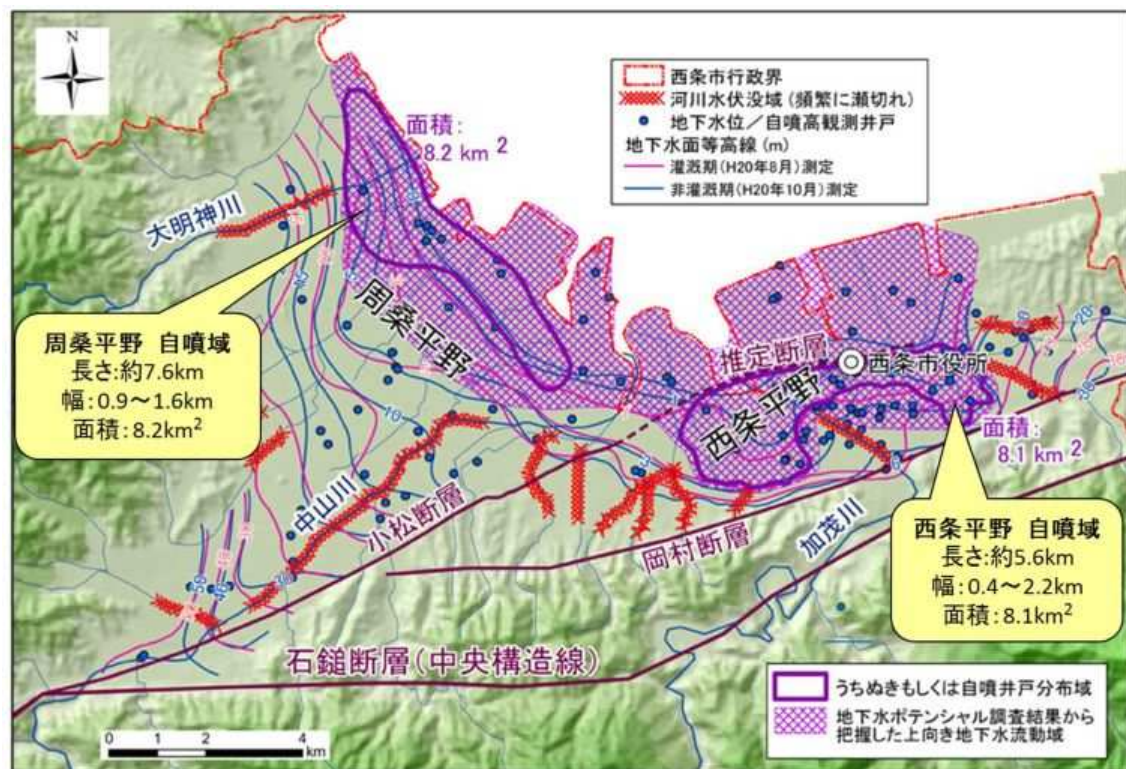 N
西条市行政界
河川水伏没域 (頻繁に瀬切れ)
地下水位／自噴高観測井戸
地下水面等高線 (m)
灌漑期(H20年8月)測定
非灌漑期(H20年10月)測定
面積:
8.2 km²
大明神川
周桑平野 自噴域
長さ:約7.6km
幅:0.9～1.6km
面積:8.2km²
周桑平野
推定断層
西条市役所
西条平野
面積:
8.1 km²
10
中山川
小松断層
岡村断層
加茂川
西条平野 自噴域
長さ:約5.6km
幅:0.4～2.2km
面積:8.1km²
石鎚断層(中央構造線)
うちぬきもしくは自噴井戸分布域
地下水ポテンシャル調査結果から
把握した上向き地下水流動域
0 1 2 4
km